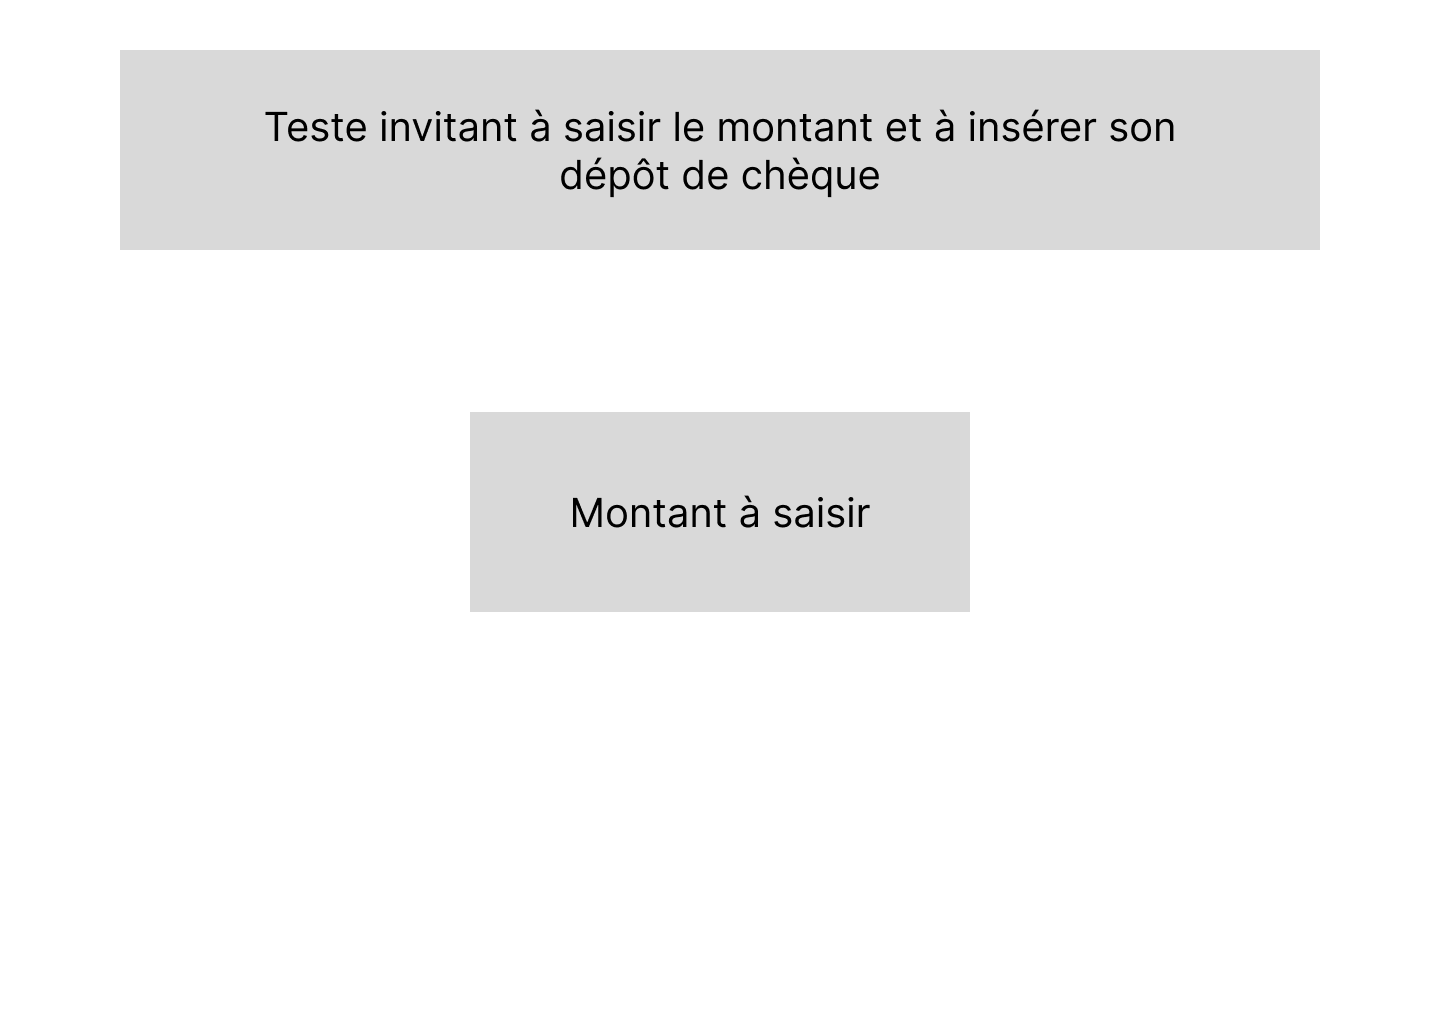 Teste invitant à saisir le montant et à insérer son
dépôt de chèque
Montant à saisir